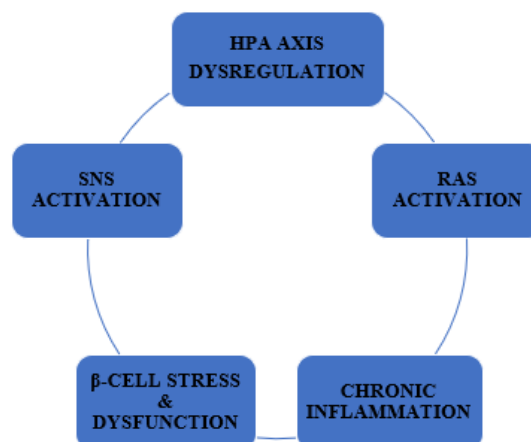 HPA AXIS
DYSREGULATION
SNS
ACTIVATION
RAS
ACTIVATION
β-CELL STRESS
&
DYSFUNCTION
CHRONIC
INFLAMMATION